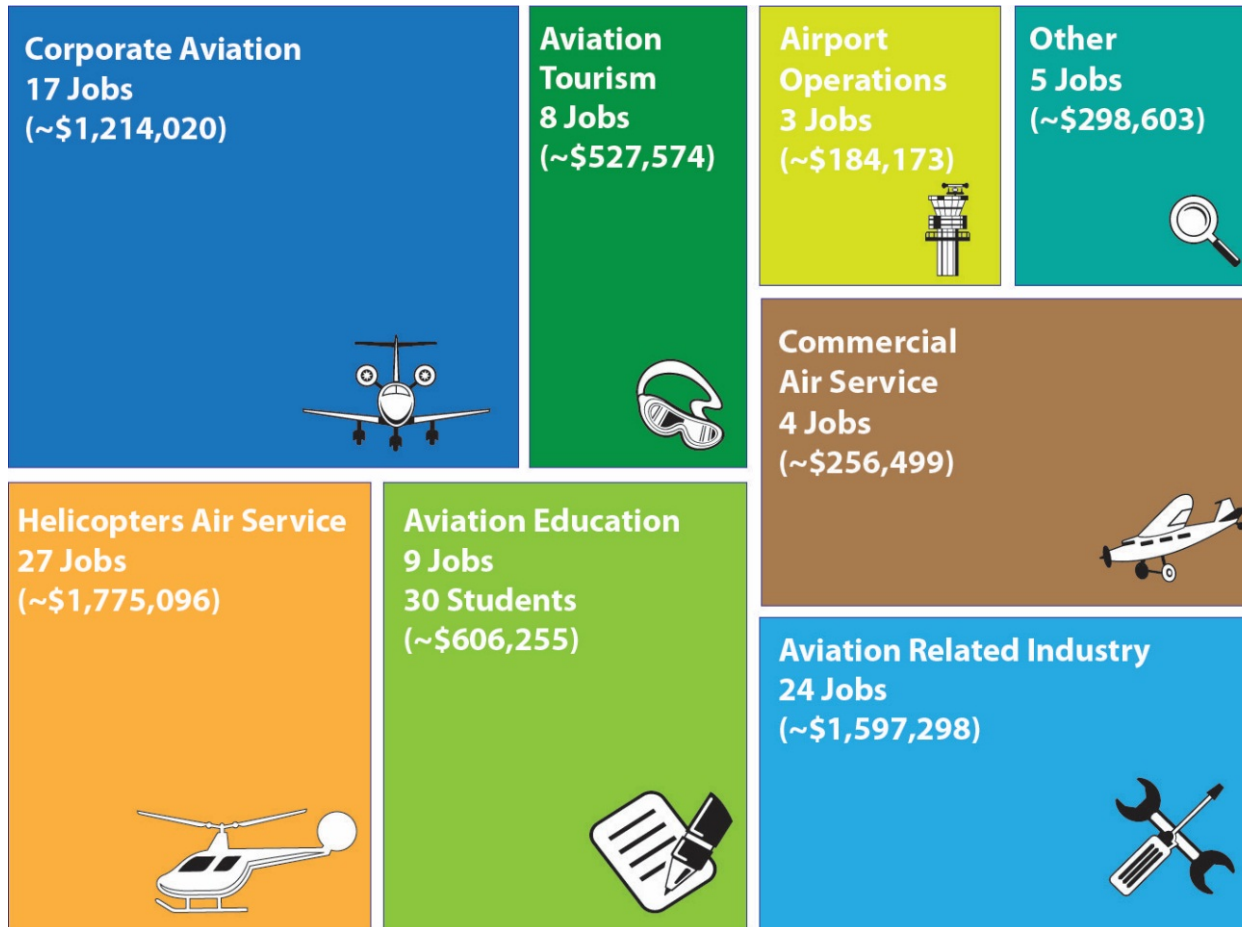 Corporate Aviation
17 Jobs
(~$1,214,020)
Aviation
Tourism
8 Jobs
(~$527,574)
Airport
Operations
3 Jobs
(~$184,173)
Other
5 Jobs
(~$298,603)
Commercial
Air Service
4 Jobs
(~$256,499)
Helicopters Air Service
27 Jobs
(~$1,775,096)
Aviation Education
9 Jobs
30 Students
(~$606,255)
Aviation Related Industry
24 Jobs
(~$1,597,298)